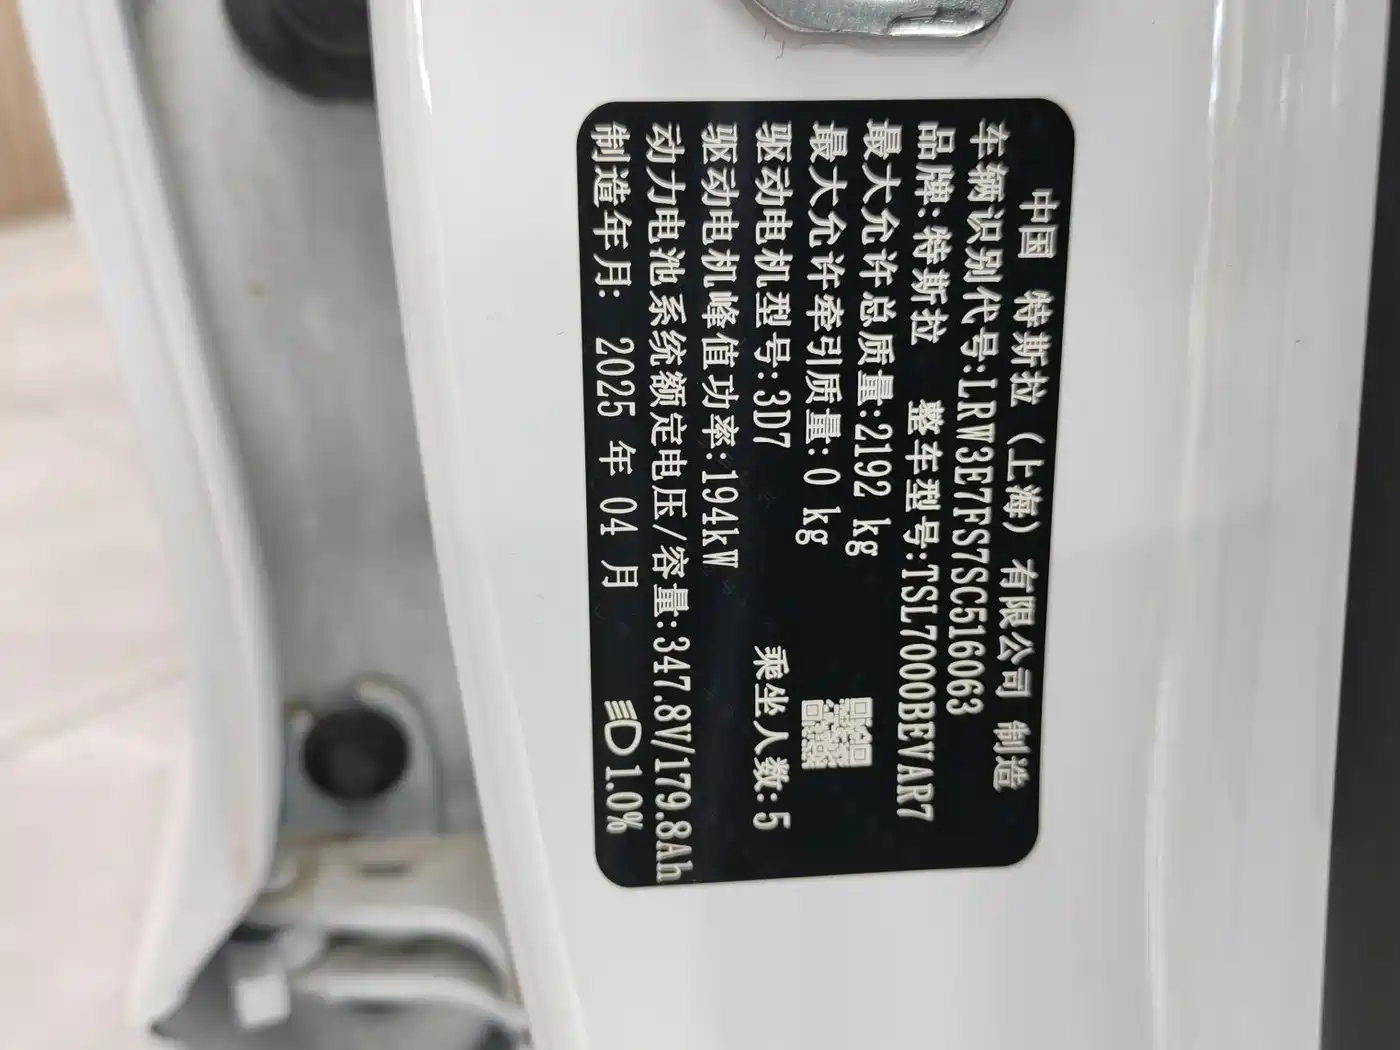 中国 特斯拉（上海）有限公司 制造
车辆识别代号:LRW3E7FS7SC516063
品牌:特斯拉 整车型号:TSL7000BEVAR7
最大允许总质量:2192 kg
最大允许牵引质量:0 kg
驱动电机型号:3D7 乘坐人数:5
驱动电机峰值功率:194kW
动力电池系统额定电压/容量:347.8V/179.8Ah
制造年月: 2025 年 04 月 1.0%